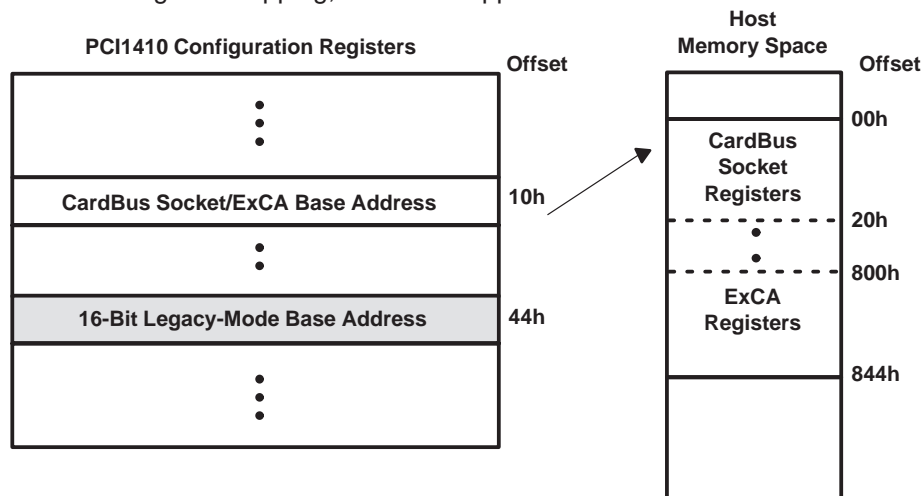 PCI1410 Configuration Registers
Offset
CardBus Socket/ExCA Base Address
10h
16-Bit Legacy-Mode Base Address
44h
Host
Memory Space
Offset
00h
CardBus
Socket
Registers
20h
800h
ExCA
Registers
844h